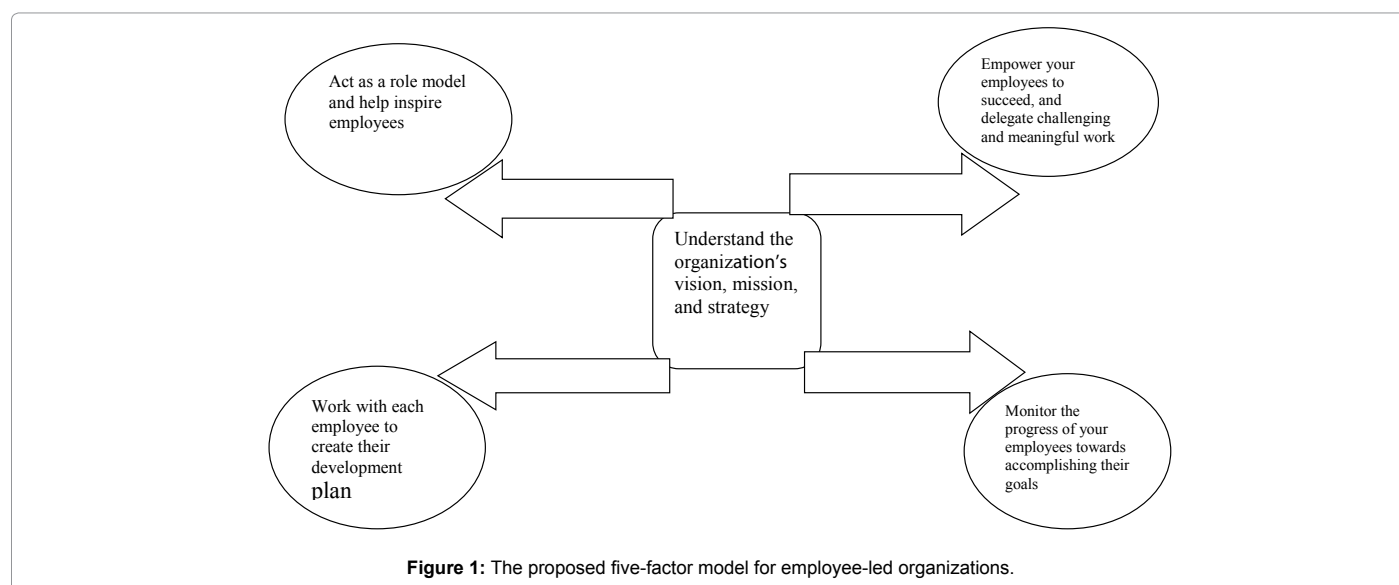 Act as a role model
and help inspire
employees
Empower your
employees to
succeed, and
delegate challenging
and meaningful work
Understand the
organization's
vision, mission,
and strategy
Work with each
employee to
create their
development
plan
Monitor the
progress of your
employees towards
accomplishing their
goals
Figure 1: The proposed five-factor model for employee-led organizations.